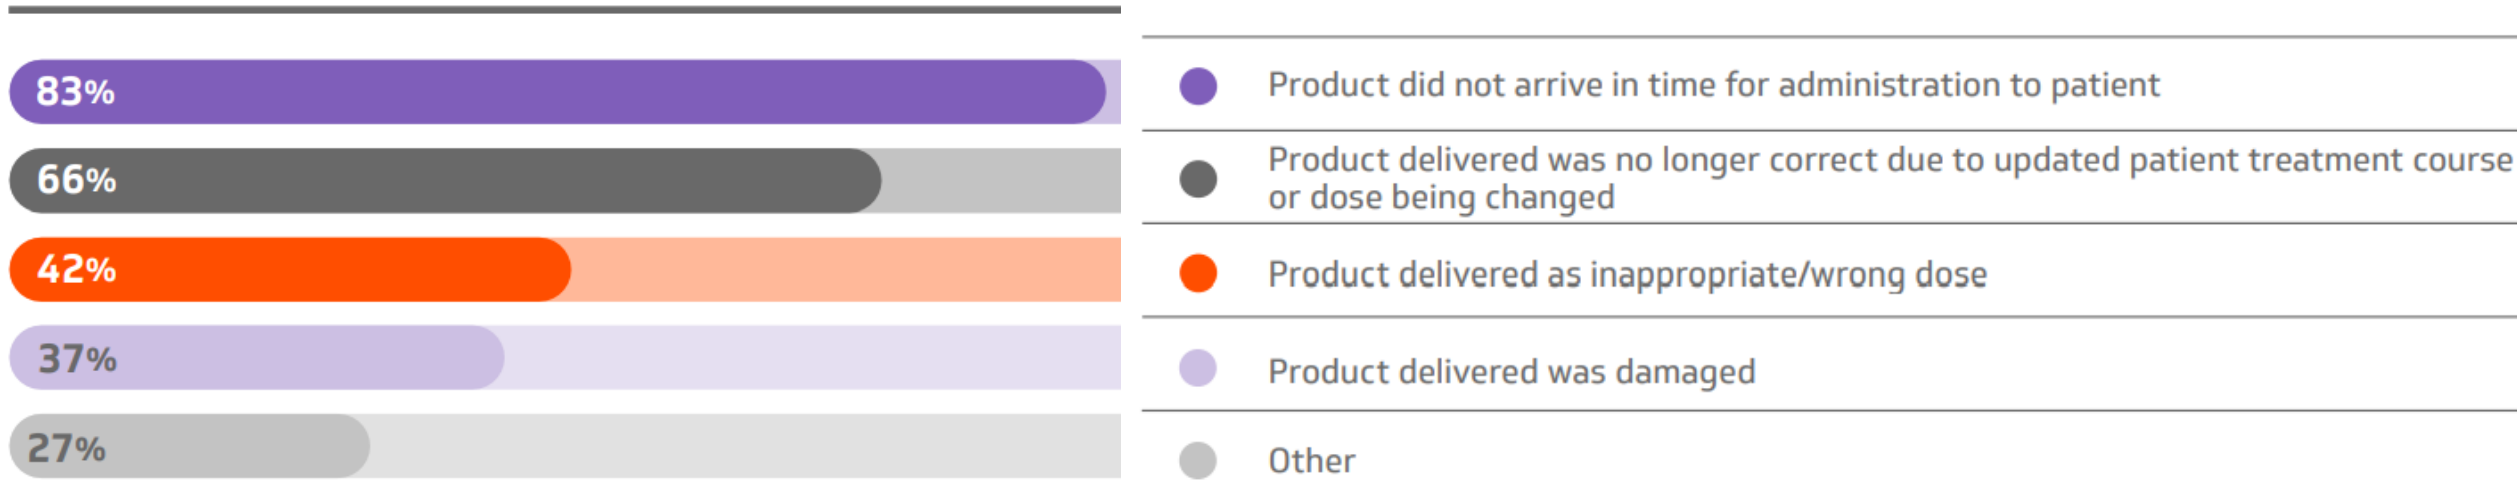 83%
Product did not arrive in time for administration to patient
66%
Product delivered was no longer correct due to updated patient treatment course
or dose being changed
42%
Product delivered as inappropriate/wrong dose
37%
Product delivered was damaged
27%
Other